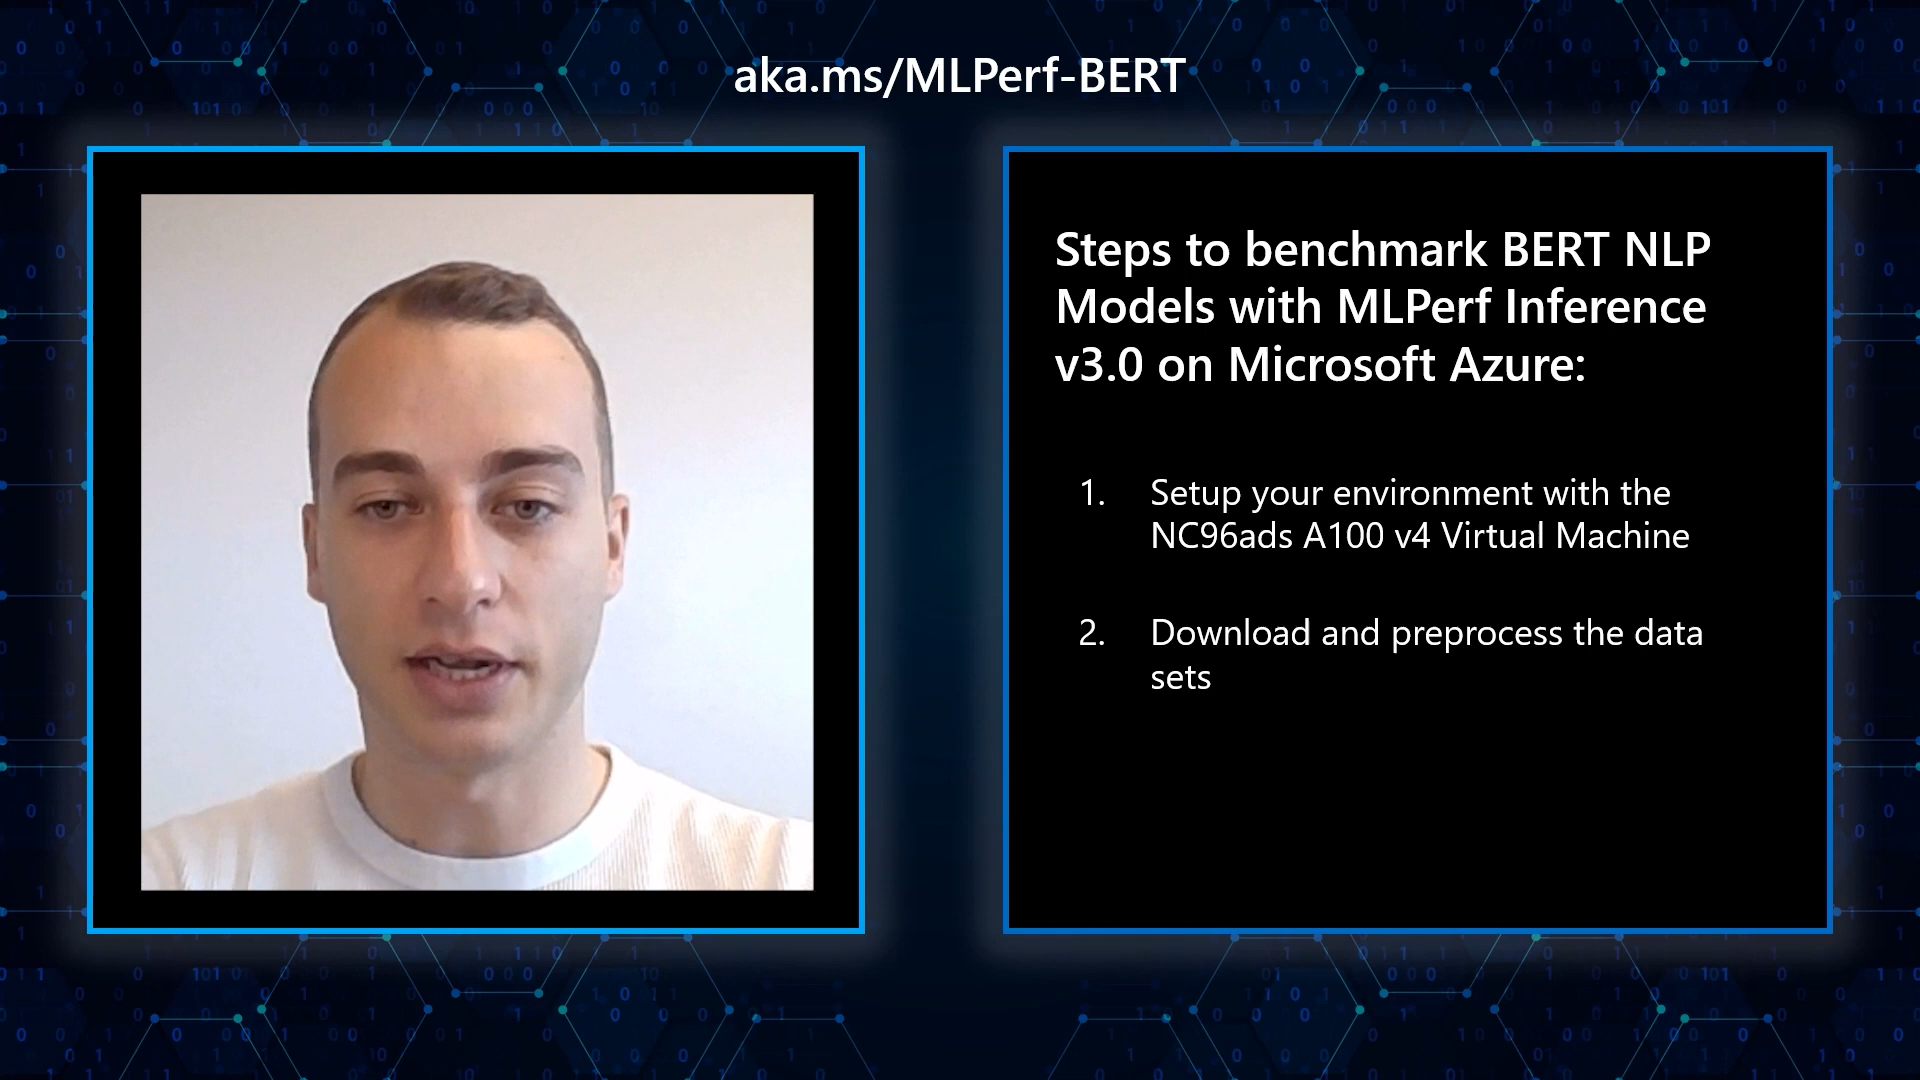 aka.ms/MLPerf-BERT
Steps to benchmark BERT NLP
Models with MLPerf Inference
v3.0 on Microsoft Azure:
1. Setup your environment with the
NC96ads A100 v4 Virtual Machine
2. Download and preprocess the data
sets